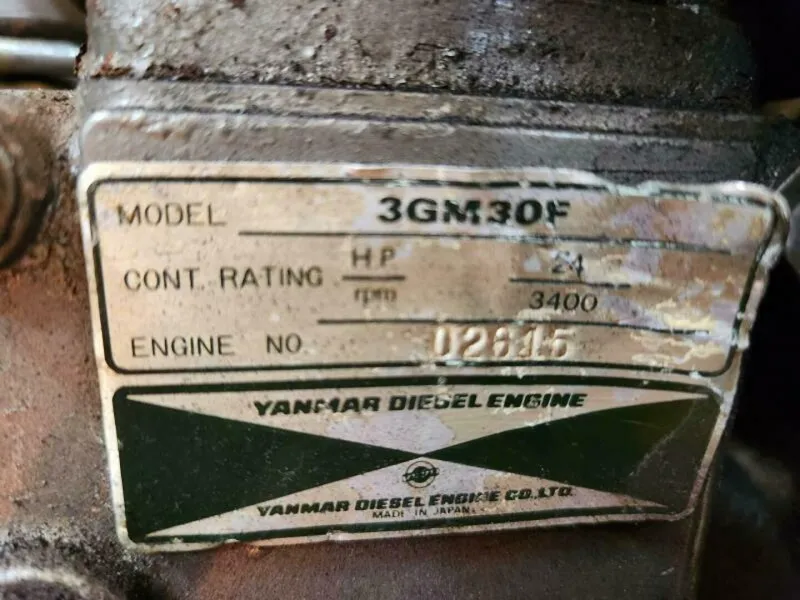 MODEL 3GM30F
CONT. RATING HP 24
rpm 3400
ENGINE NO 02615
YANMAR DIESEL ENGINE
YANMAR DIESEL ENGINE CO., LTD.
MADE IN JAPAN